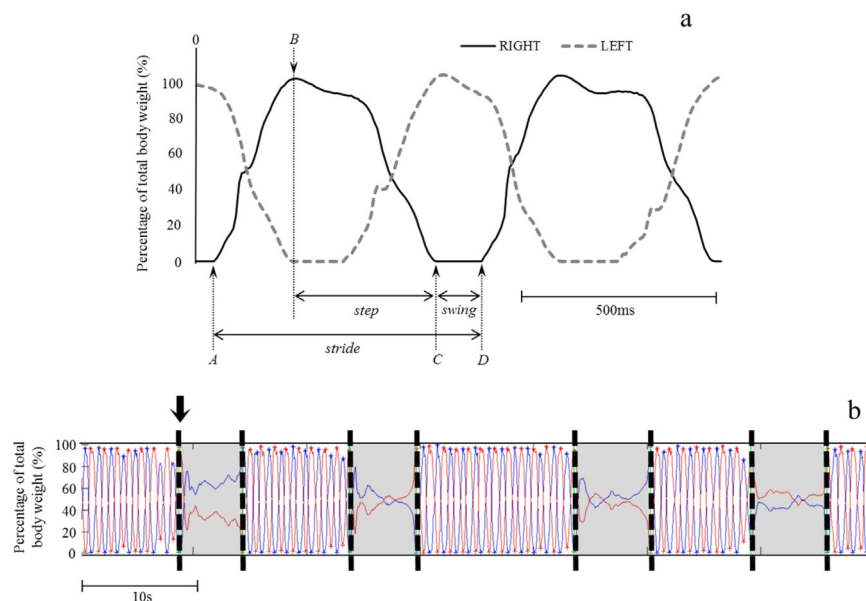 a
0
B
RIGHT
LEFT
Percentage of total body weight (%)
100
80
60
40
20
0
step
swing
500ms
stride
A
C
D
b
Percentage of total
body weight (%)
100
80
60
40
20
0
10s